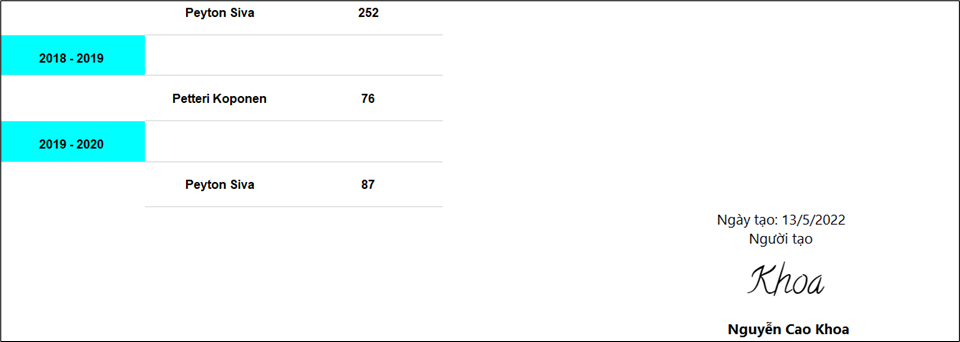 Peyton Siva 252
2018 - 2019
Petteri Koponen 76
2019 - 2020
Peyton Siva 87
Ngày tạo: 13/5/2022
Người tạo
Khoa
Nguyễn Cao Khoa